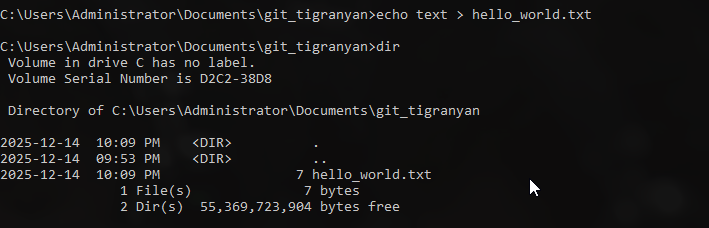 C:\Users\Administrator\Documents\git_tigranyan>echo text > hello_world.txt
C:\Users\Administrator\Documents\git_tigranyan>dir
 Volume in drive C has no label.
 Volume Serial Number is D2C2-38D8
 Directory of C:\Users\Administrator\Documents\git_tigranyan
2025-12-14  10:09 PM    <DIR>          .
2025-12-14  09:53 PM    <DIR>          ..
2025-12-14  10:09 PM                 7 hello_world.txt
               1 File(s)              7 bytes
               2 Dir(s)  55,369,723,904 bytes free